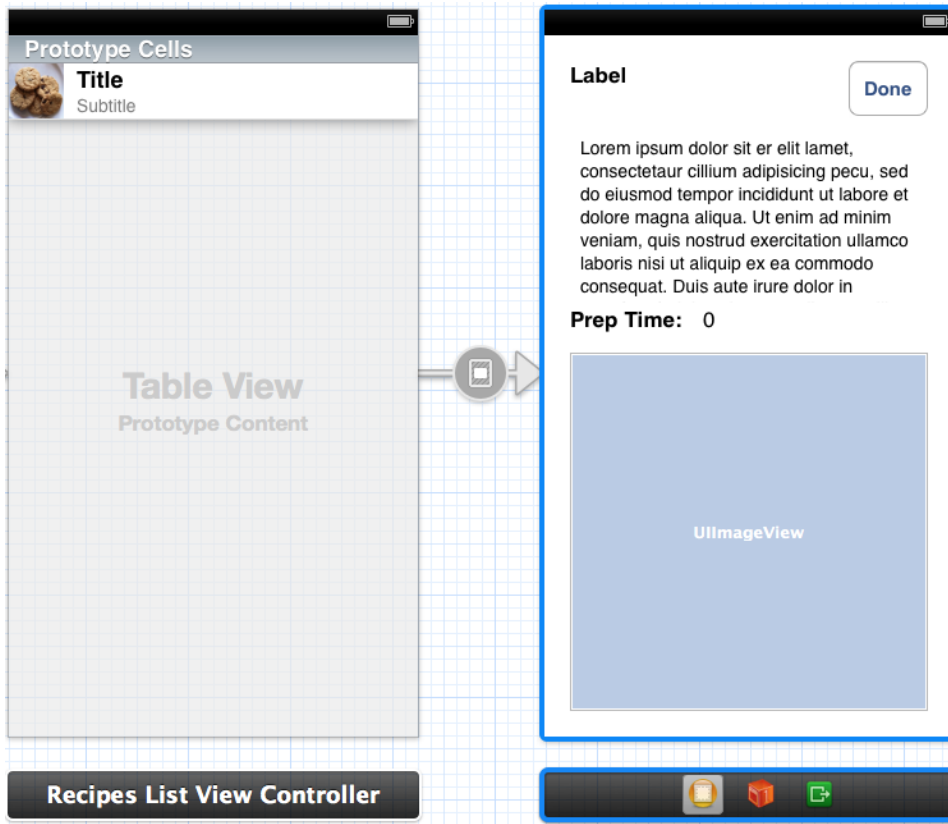 Prototype Cells
Title
Subtitle
Table View
Prototype Content
Recipes List View Controller
Label
Done
Lorem ipsum dolor sit er elit lamet,
consectetaur cillium adipisicing pecu, sed
do eiusmod tempor incididunt ut labore et
dolore magna aliqua. Ut enim ad minim
veniam, quis nostrud exercitation ullamco
laboris nisi ut aliquip ex ea commodo
consequat. Duis aute irure dolor in
Prep Time: 0
UIImageView